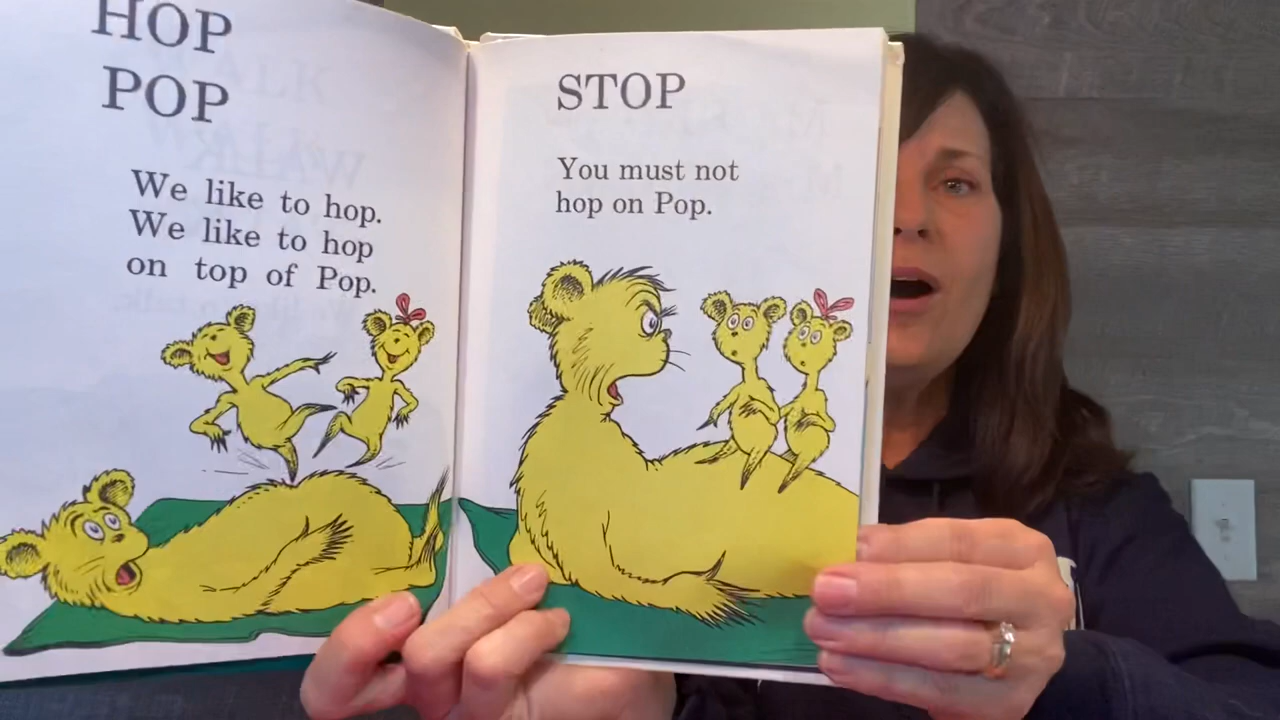 HOP
POP
We like to hop.
We like to hop
on top of Pop.
STOP
You must not
hop on Pop.